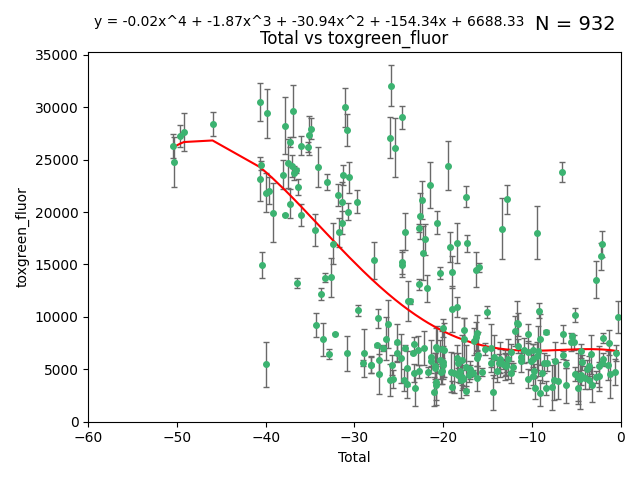 y = -0.02x^4 + -1.87x^3 + -30.94x^2 + -154.34x + 6688.33 N = 932
Total vs toxgreen_fluor
35000
30000
25000
20000
15000
10000
5000
0
toxgreen_fluor
−60 −50 −40 −30 −20 −10 0
Total